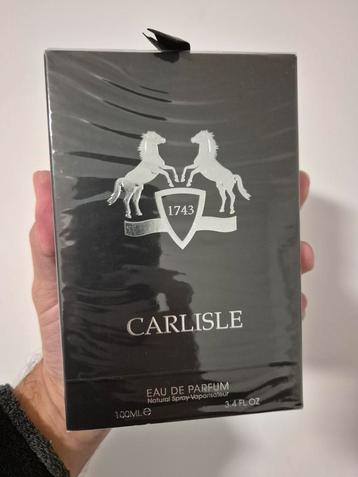 1743
CARLISLE
EAU DE PARFUM
Natural Spray-Vaporisateur
100ML℮ 3.4 FL OZ